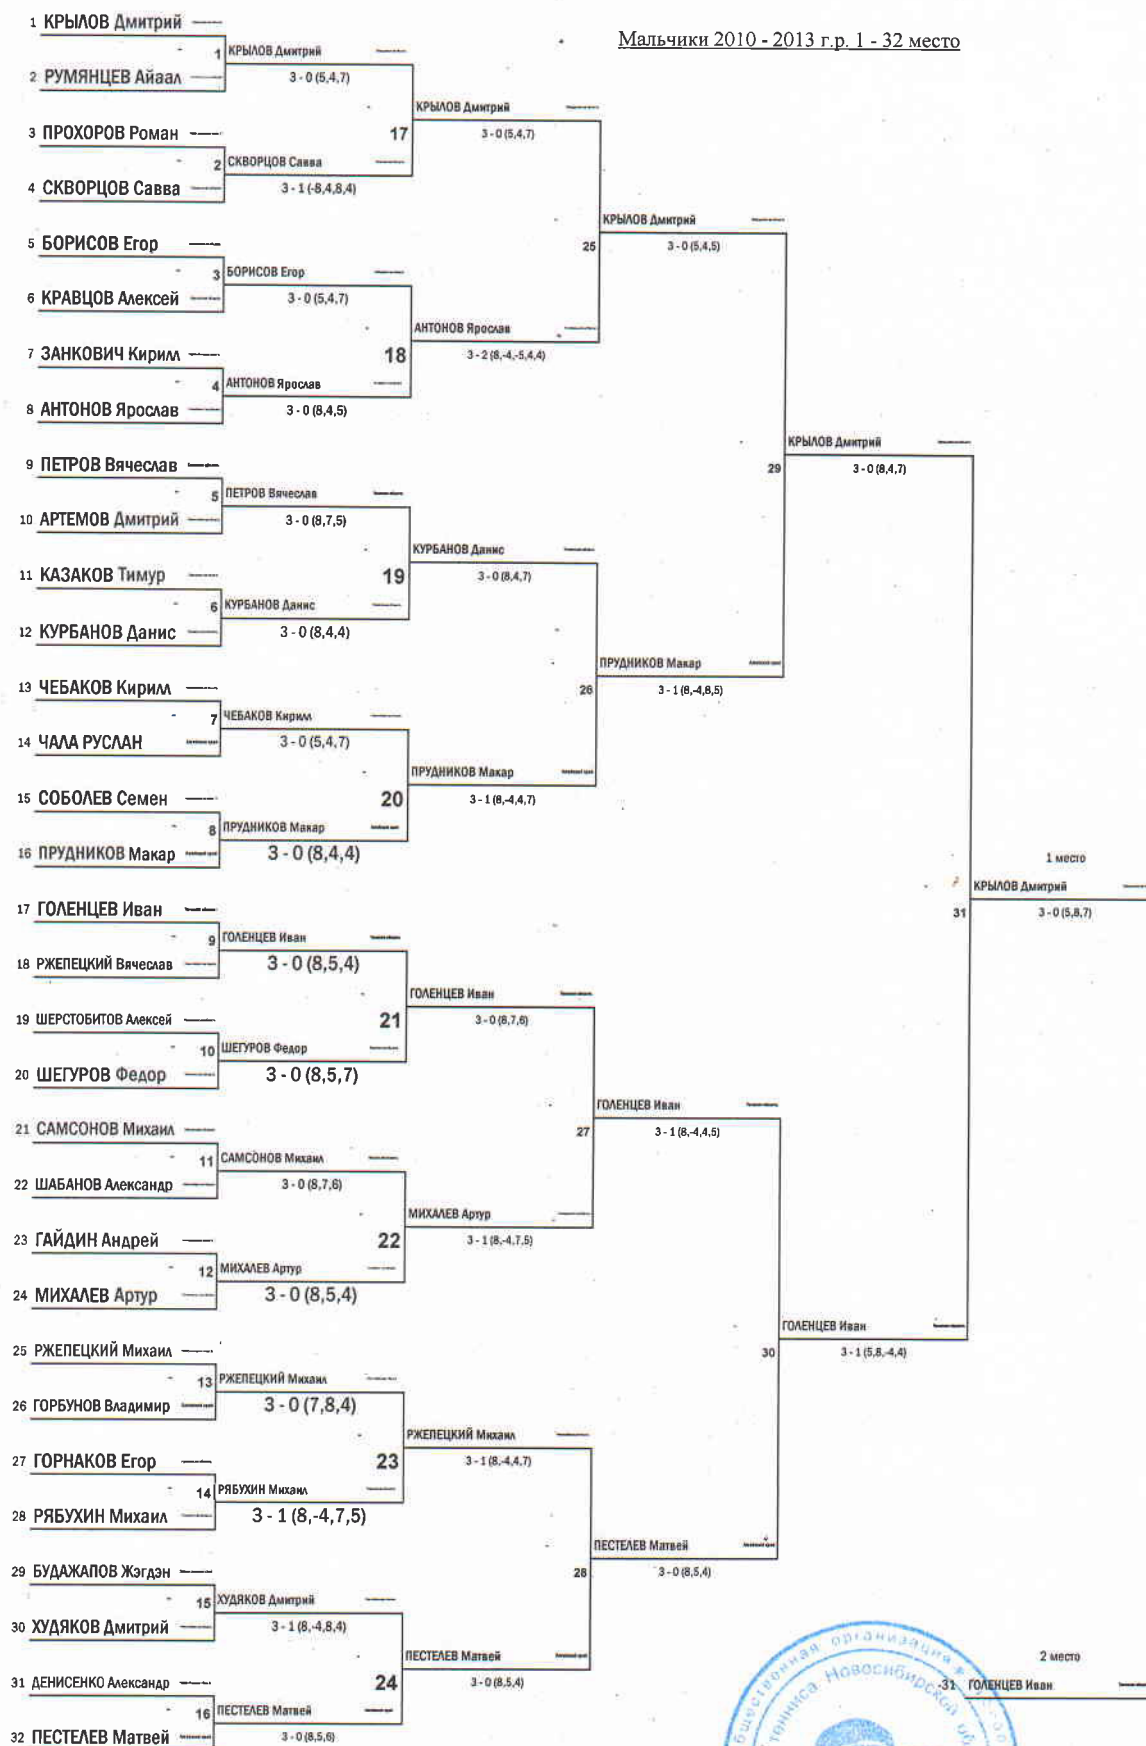 Мальчики 2010 - 2013 г.р. 1 - 32 место
1 КРЫЛОВ Дмитрий
1 КРЫЛОВ Дмитрий
2 РУМЯНЦЕВ Айаал
3 - 0 (5,4,7)
КРЫЛОВ Дмитрий
3 ПРОХОРОВ Роман
17
3 - 0 (5,4,7)
2 СКВОРЦОВ Савва
4 СКВОРЦОВ Савва
3 - 1 (-8,4,8,4)
КРЫЛОВ Дмитрий
5 БОРИСОВ Егор
25
3 - 0 (5,4,5)
3 БОРИСОВ Егор
6 КРАВЦОВ Алексей
3 - 0 (5,4,7)
АНТОНОВ Ярослав
7 ЗАНКОВИЧ Кирилл
18
3 - 2 (8,-4,-5,4,4)
4 АНТОНОВ Ярослав
8 АНТОНОВ Ярослав
3 - 0 (8,4,5)
КРЫЛОВ Дмитрий
9 ПЕТРОВ Вячеслав
29
3 - 0 (8,4,7)
5 ПЕТРОВ Вячеслав
10 АРТЕМОВ Дмитрий
3 - 0 (8,7,5)
КУРБАНОВ Данис
11 КАЗАКОВ Тимур
19
3 - 0 (8,4,7)
6 КУРБАНОВ Данис
12 КУРБАНОВ Данис
3 - 0 (8,4,4)
ПРУДНИКОВ Макар
13 ЧЕБАКОВ Кирилл
26
3 - 1 (8,-4,8,5)
7 ЧЕБАКОВ Кирилл
14 ЧАЛА РУСЛАН
3 - 0 (5,4,7)
ПРУДНИКОВ Макар
15 СОБОЛЕВ Семен
20
3 - 1 (8,-4,4,7)
8 ПРУДНИКОВ Макар
16 ПРУДНИКОВ Макар
3 - 0 (8,4,4)
1 место
КРЫЛОВ Дмитрий
17 ГОЛЕНЦЕВ Иван
31
3 - 0 (5,8,7)
9 ГОЛЕНЦЕВ Иван
18 РЖЕПЕЦКИЙ Вячеслав
3 - 0 (8,5,4)
ГОЛЕНЦЕВ Иван
19 ШЕРСТОБИТОВ Алексей
21
3 - 0 (8,7,6)
10 ШЕГУРОВ Федор
20 ШЕГУРОВ Федор
3 - 0 (8,5,7)
ГОЛЕНЦЕВ Иван
21 САМСОНОВ Михаил
27
3 - 1 (8,-4,4,5)
11 САМСОНОВ Михаил
22 ШАБАНОВ Александр
3 - 0 (8,7,6)
МИХАЛЕВ Артур
23 ГАЙДИН Андрей
22
3 - 1 (8,-4,7,5)
12 МИХАЛЕВ Артур
24 МИХАЛЕВ Артур
3 - 0 (8,5,4)
ГОЛЕНЦЕВ Иван
25 РЖЕПЕЦКИЙ Михаил
30
3 - 1 (5,8,-4,4)
13 РЖЕПЕЦКИЙ Михаил
26 ГОРБУНОВ Владимир
3 - 0 (7,8,4)
РЖЕПЕЦКИЙ Михаил
27 ГОРНАКОВ Егор
23
3 - 1 (8,-4,4,7)
14 РЯБУХИН Михаил
28 РЯБУХИН Михаил
3 - 1 (8,-4,7,5)
ПЕСТЕЛЕВ Матвей
29 БУДАЖАПОВ Жэгдэн
28
3 - 0 (8,5,4)
15 ХУДЯКОВ Дмитрий
30 ХУДЯКОВ Дмитрий
3 - 1 (8,-4,8,4)
ПЕСТЕЛЕВ Матвей
31 ДЕНИСЕНКО Александр
24
3 - 0 (8,5,4)
16 ПЕСТЕЛЕВ Матвей
32 ПЕСТЕЛЕВ Матвей
3 - 0 (8,5,6)
2 место
-31 ГОЛЕНЦЕВ Иван
организация
тенниса Новосибирской